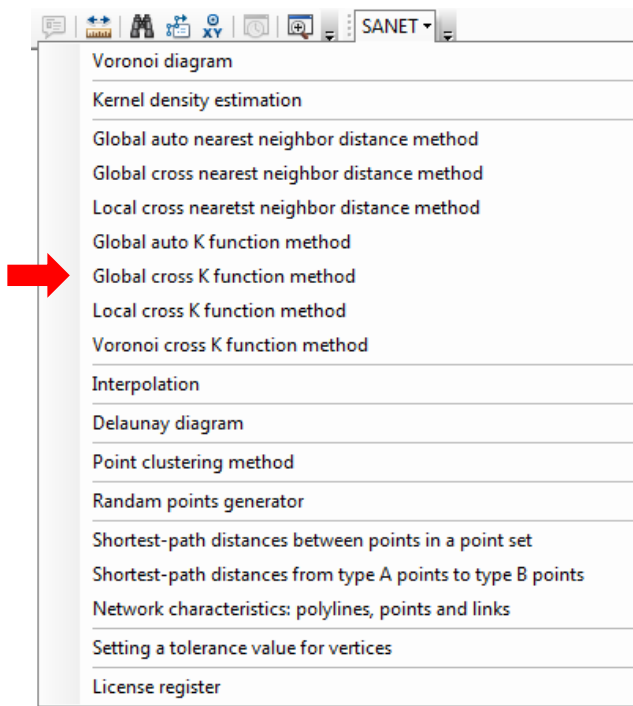 XY
SANET
Voronoi diagram
Kernel density estimation
Global auto nearest neighbor distance method
Global cross nearest neighbor distance method
Local cross nearetst neighbor distance method
Global auto K function method
Global cross K function method
Local cross K function method
Voronoi cross K function method
Interpolation
Delaunay diagram
Point clustering method
Randam points generator
Shortest-path distances between points in a point set
Shortest-path distances from type A points to type B points
Network characteristics: polylines, points and links
Setting a tolerance value for vertices
License register